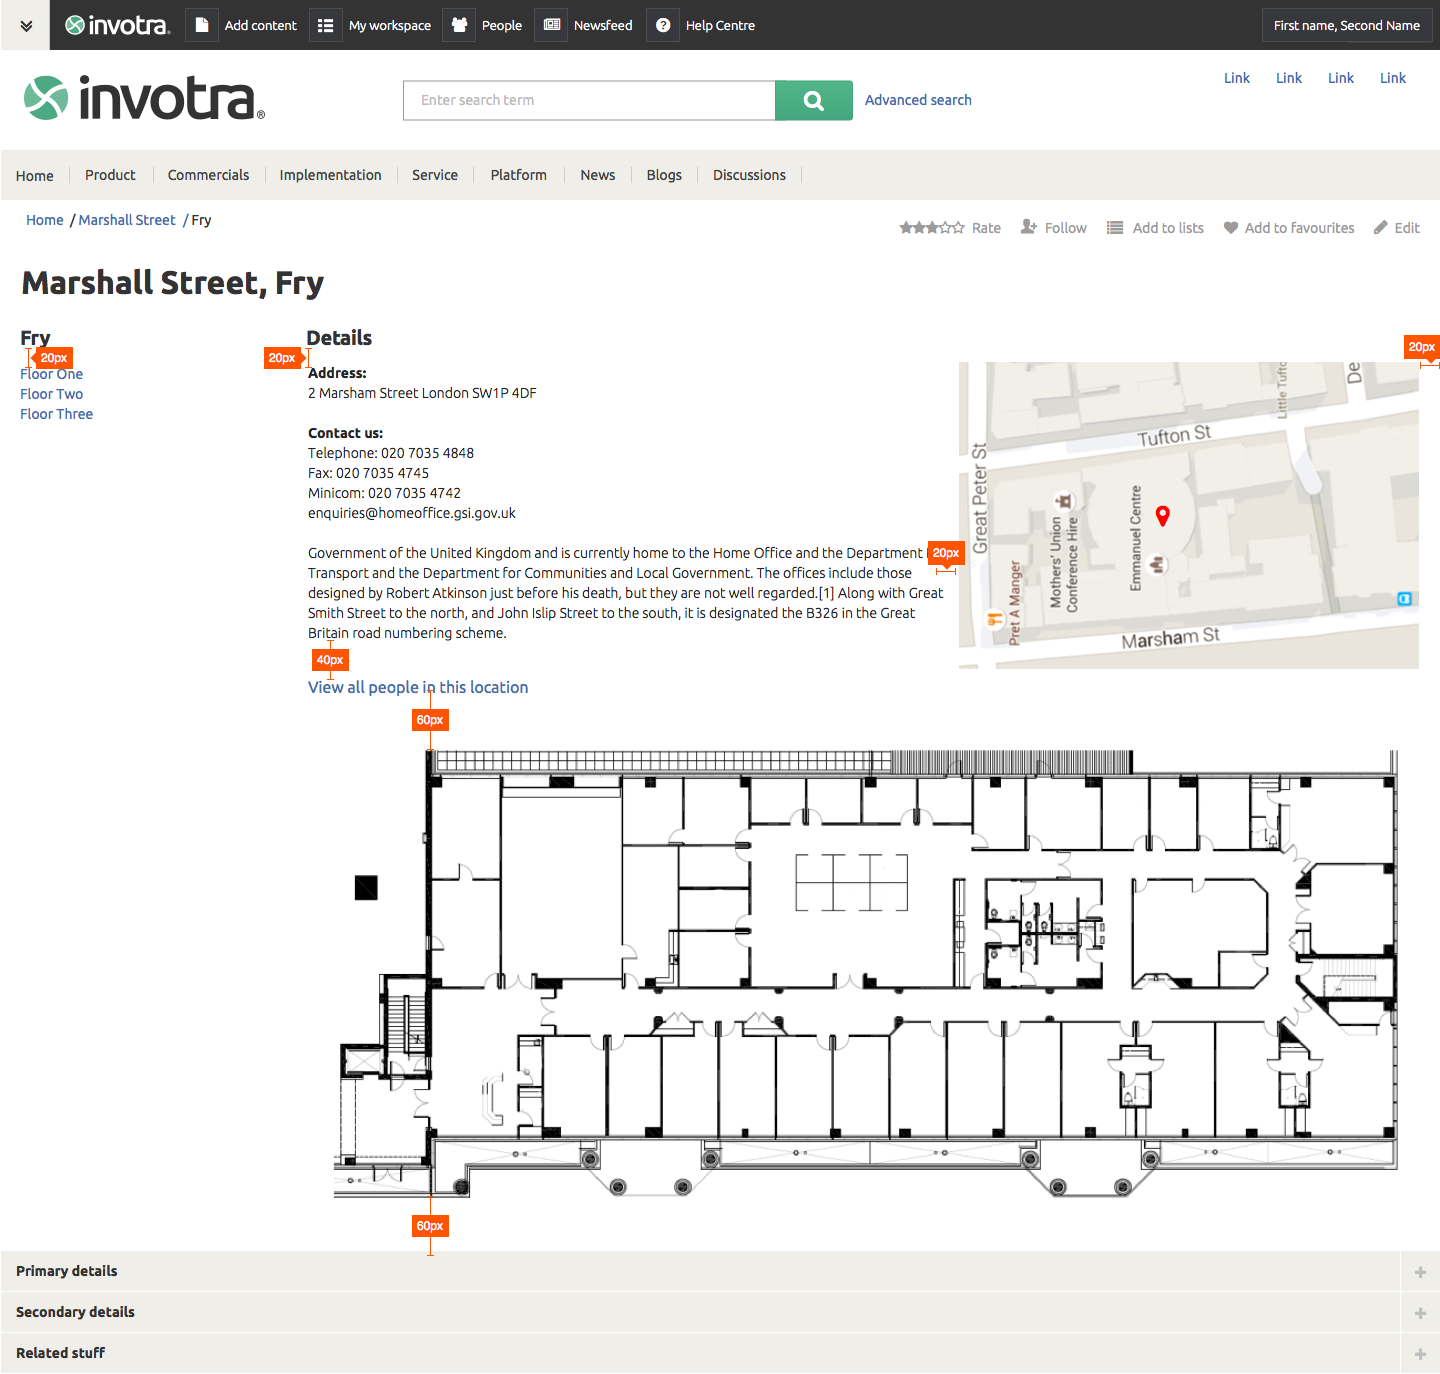 invotra®
Add content
My workspace
People
Newsfeed
Help Centre
First name, Second Name
invotra®
Enter search term
Advanced search
Link Link Link Link
Home Product Commercials Implementation Service Platform News Blogs Discussions
Home / Marshall Street / Fry
Rate Follow Add to lists Add to favourites Edit
Marshall Street, Fry
Fry
20px
Floor One
Floor Two
Floor Three
Details
20px
Address:
2 Marsham Street London SW1P 4DF
Contact us:
Telephone: 020 7035 4848
Fax: 020 7035 4745
Minicom: 020 7035 4742
enquiries@homeoffice.gsi.gov.uk
Government of the United Kingdom and is currently home to the Home Office and the Department
Transport and the Department for Communities and Local Government. The offices include those
designed by Robert Atkinson just before his death, but they are not well regarded.[1] Along with Great
Smith Street to the north, and John Islip Street to the south, it is designated the B326 in the Great
Britain road numbering scheme.
20px
20px
Little Tufto
De
Tufton St
Great Peter St
Mothers' Union
Conference Hire
Emmanuel Centre
Pret A Manger
Marsham St
40px
View all people in this location
60px
60px
Primary details
Secondary details
Related stuff